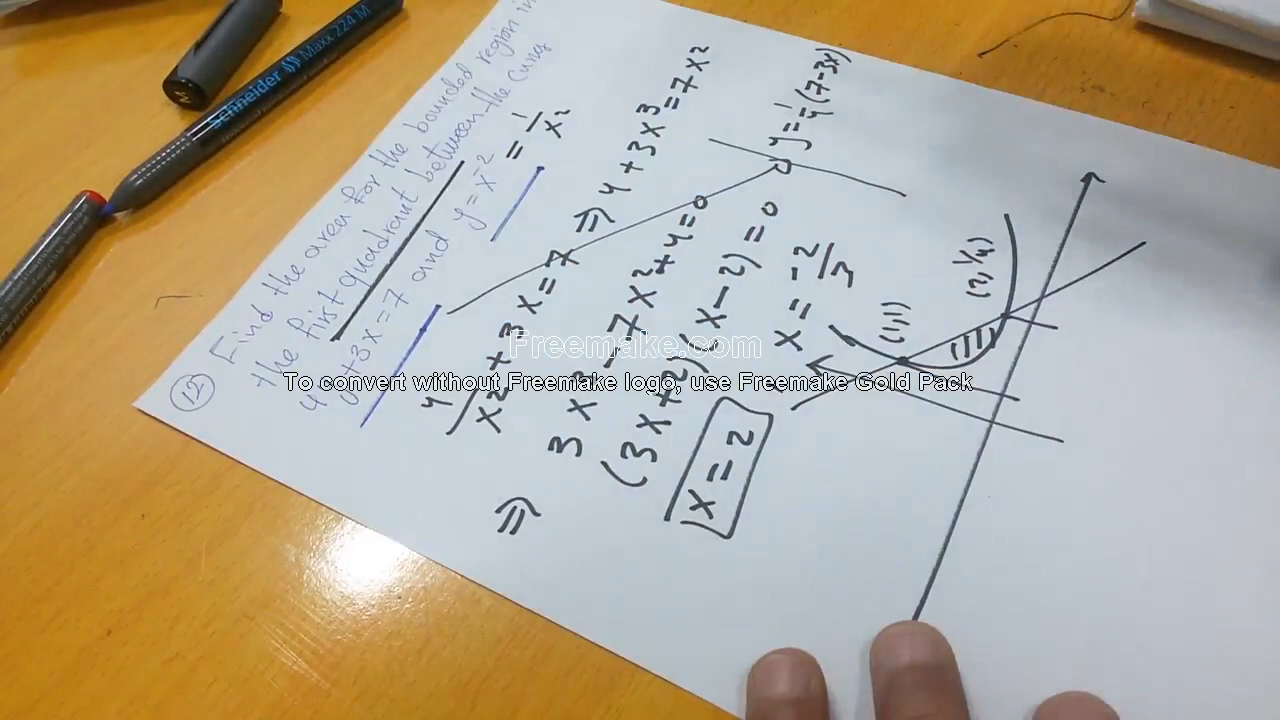 (12) Find the area for the bounded region in
the first quadrant between the curves
4y+3x=7 and y=x^-2 = 1/x²
4/x² + 3x = 7 ⇒ 4+3x³=7x²
⇒ 3x³-7x²+4=0
y=1/4(7-3x)
(3x+2)(x-2)=0
x=2
x=-2/3
(1,1)
(2,1/4)
Schneider Maxx 224 M
M
Freemake.com
To convert without Freemake logo, use Freemake Gold Pack